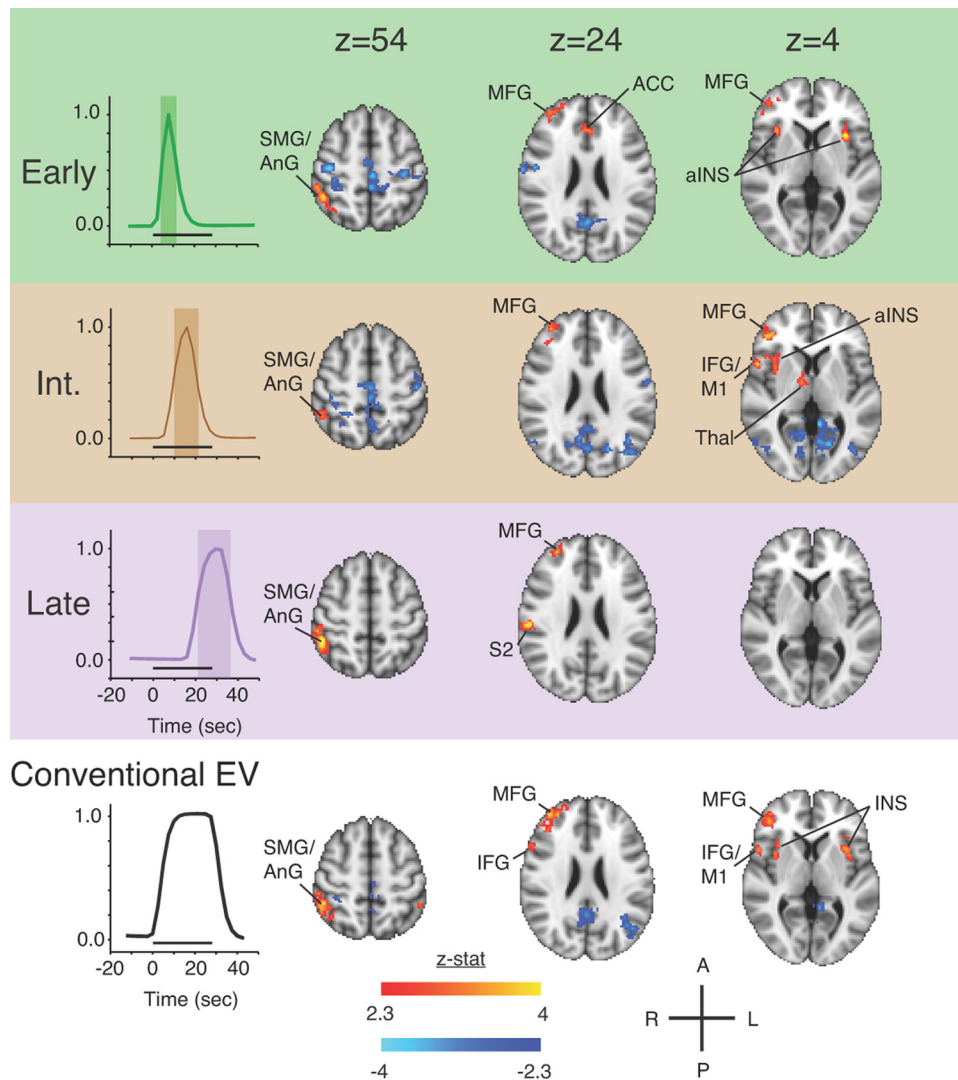 z=54 z=24 z=4
Early
1.0
0.0
SMG/
AnG
MFG
ACC
MFG
aINS
Int.
1.0
0.0
SMG/
AnG
MFG
MFG
aINS
IFG/
M1
Thal
Late
1.0
0.0
-20 0 20 40
Time (sec)
SMG/
AnG
MFG
S2
Conventional EV
1.0
0.0
-20 0 20 40
Time (sec)
SMG/
AnG
MFG
IFG
MFG
INS
IFG/
M1
z-stat
2.3 4
-4 -2.3
A
R L
P